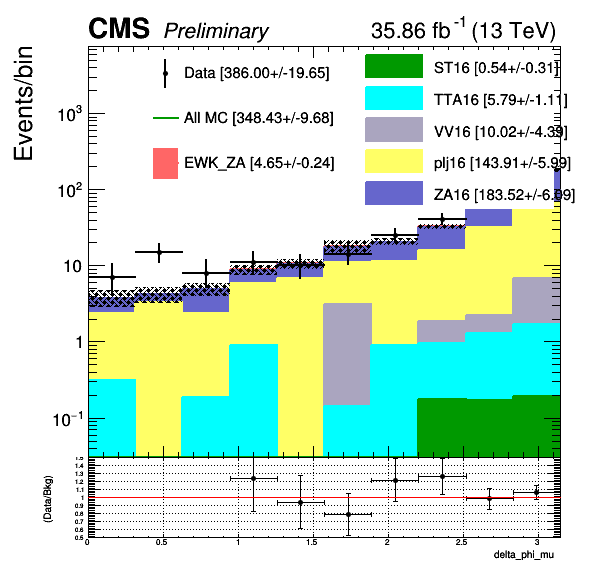 CMS Preliminary 35.86 fb⁻¹ (13 TeV)
Events/bin
Data [386.00+/-19.65]
All MC [348.43+/-9.68]
EWK_ZA [4.65+/-0.24]
ST16 [0.54+/-0.31]
TTA16 [5.79+/-1.11]
VV16 [10.02+/-4.39]
plj16 [143.91+/-5.99]
ZA16 [183.52+/-6.09]
10³
10²
10
1
10⁻¹
(Data/Bkg)
1.5
1.4
1.3
1.2
1.1
1
0.9
0.8
0.7
0.6
0.5
0 0.5 1 1.5 2 2.5 3
delta_phi_mu